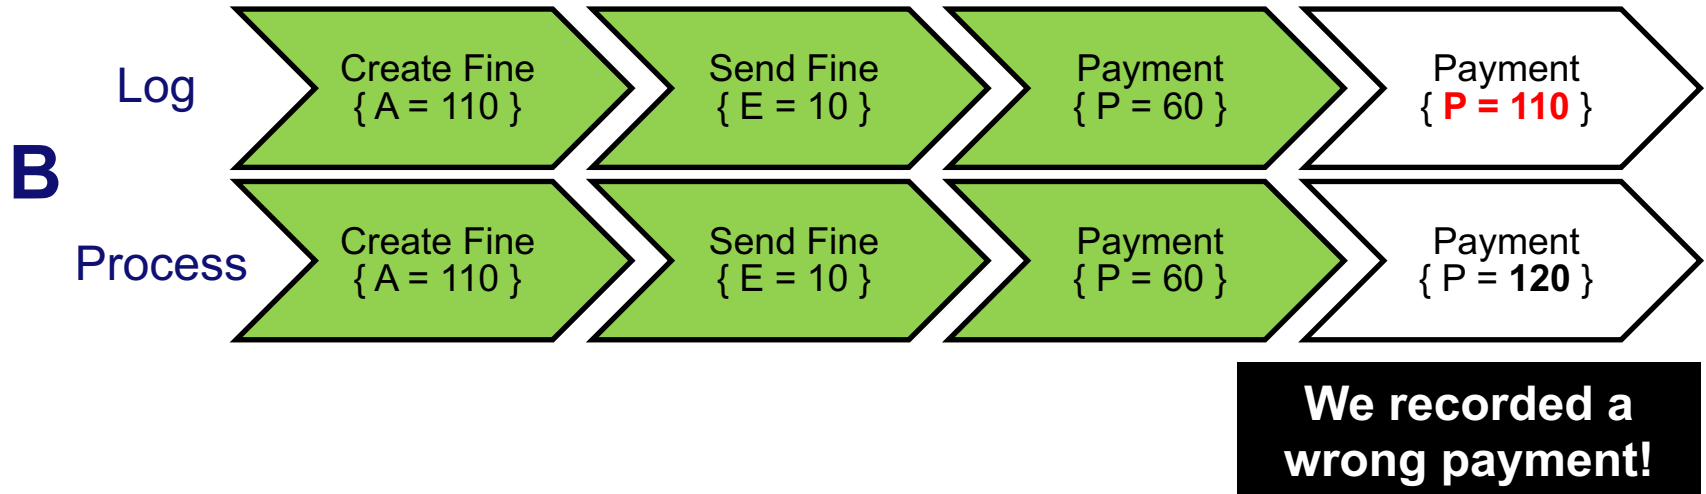 B
Log
Create Fine
{ A = 110 }
Send Fine
{ E = 10 }
Payment
{ P = 60 }
Payment
{ P = 110 }
Process
Create Fine
{ A = 110 }
Send Fine
{ E = 10 }
Payment
{ P = 60 }
Payment
{ P = 120 }
We recorded a
wrong payment!